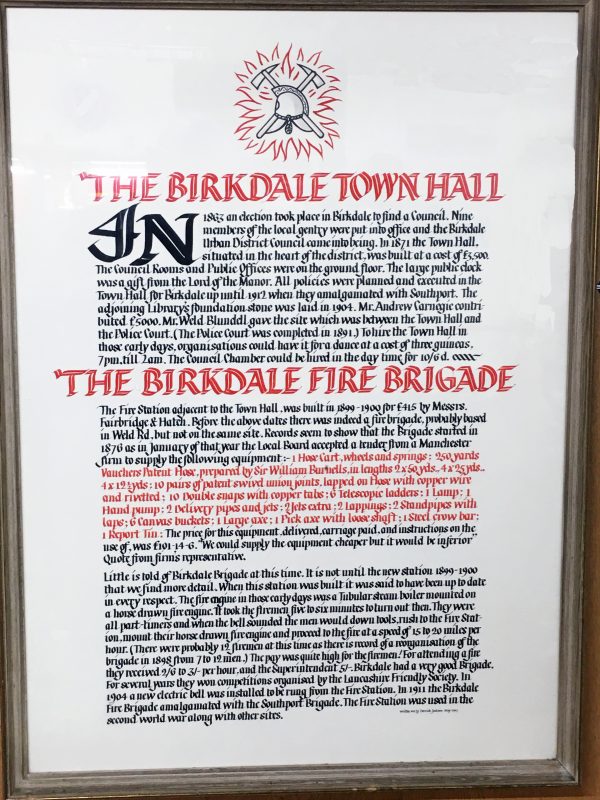 "THE BIRKDALE TOWN HALL
IN 1863 an election took place in Birkdale to find a Council. Nine
members of the local gentry were put into office and the Birkdale
Urban District Council came into being. In 1871 the Town Hall,
situated in the heart of the district, was built at a cost of £3,500.
The Council Rooms and Public Offices were on the ground floor. The large public clock
was a gift from the Lord of the Manor. All policies were planned and executed in the
Town Hall for Birkdale up until 1912 when they amalgamated with Southport. The
adjoining Library's foundation stone was laid in 1904. Mr. Andrew Carnegie contri
buted £5000. Mr. Weld Blundell gave the site which was between the Town Hall and
the Police Court. (The Police Court was completed in 1891.) To hire the Town Hall in
those early days, organisations could have it for a dance at a cost of three guineas,
7pm. till 2am. The Council Chamber could be hired in the day time for 10/6 d.
"THE BIRKDALE FIRE BRIGADE
The Fire Station adjacent to the Town Hall, was built in 1899-1900 for £415 by Messrs.
Fairbridge & Hatch. Before the above dates there was indeed a fire brigade, probably based
in Weld Rd, but not on the same site. Records seem to show that the Brigade started in
1876 as in January of that year the Local Board accepted a tender from a Manchester
firm to supply the following equipment:- 1 Hose Cart, wheels and springs: 250 yards
Vauchers Patent Hose, prepared by Sir William Burnells, in lengths 2 x 50 yds., 4 x 25 yds.,
4 x 12½ yds: 10 pairs of patent swivel union joints, lapped on Hose with copper wire
and rivetted; 10 Double snaps with copper tabs; 6 Telescopic ladders; 1 Lamp; 1
Hand pump; 2 Delivery pipes and jets; 2 Jets extra; 2 Lappings; 2 Standpipes with
laps; 6 Canvas buckets; 1 Large axe; 1 Pick axe with loose shaft; 1 Steel crow bar;
1 Report Tin: The price for this equipment, delivered, carriage paid, and instructions on the
use of, was £101-14-6. "We could supply the equipment cheaper but it would be inferior"
Quote from firm's representative.
Little is told of Birkdale Brigade at this time. It is not until the new station 1899-1900
that we find more detail. When this station was built it was said to have been up to date
in every respect. The fire engine in those early days was a Tubular steam boiler mounted on
a horse drawn fire engine. It took the firemen five to six minutes to turn out then. They were
all part-timers and when the bell sounded the men would down tools, rush to the Fire Stat-
ion, mount their horse drawn fire engine and proceed to the fire at a speed of 15 to 20 miles per
hour. (There were probably 12 firemen at this time as there is record of a reorganisation of the
brigade in 1898 from 7 to 12 men.) The pay was quite high for the firemen! For attending a fire
they received 2/6 to 3/- per hour, and the Superintendent 5/-. Birkdale had a very good Brigade.
For several years they won competitions organised by the Lancashire Friendly Society. In
1904 a new electric bell was installed to be rung from the Fire Station. In 1911 the Birkdale
Fire Brigade amalgamated with the Southport Brigade. The Fire Station was used in the
second world war along with other sites.